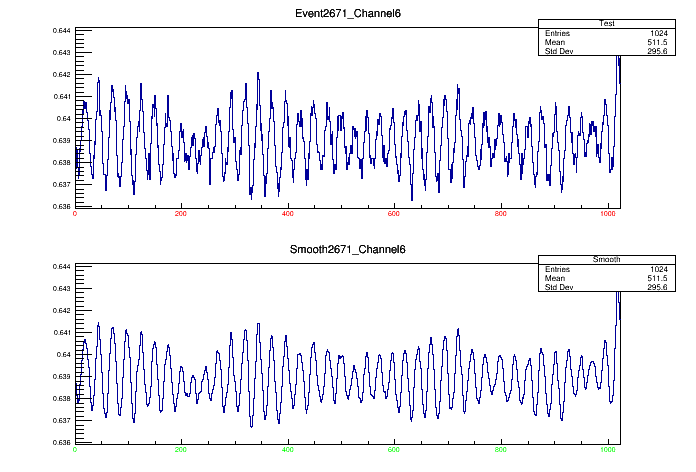 Event2671_Channel6
Test
Entries 1024
Mean 511.5
Std Dev 295.6
0.644
0.643
0.642
0.641
0.64
0.639
0.638
0.637
0.636
0 200 400 600 800 1000
Smooth2671_Channel6
Smooth
Entries 1024
Mean 511.5
Std Dev 295.6
0.644
0.643
0.642
0.641
0.64
0.639
0.638
0.637
0.636
0 200 400 600 800 1000